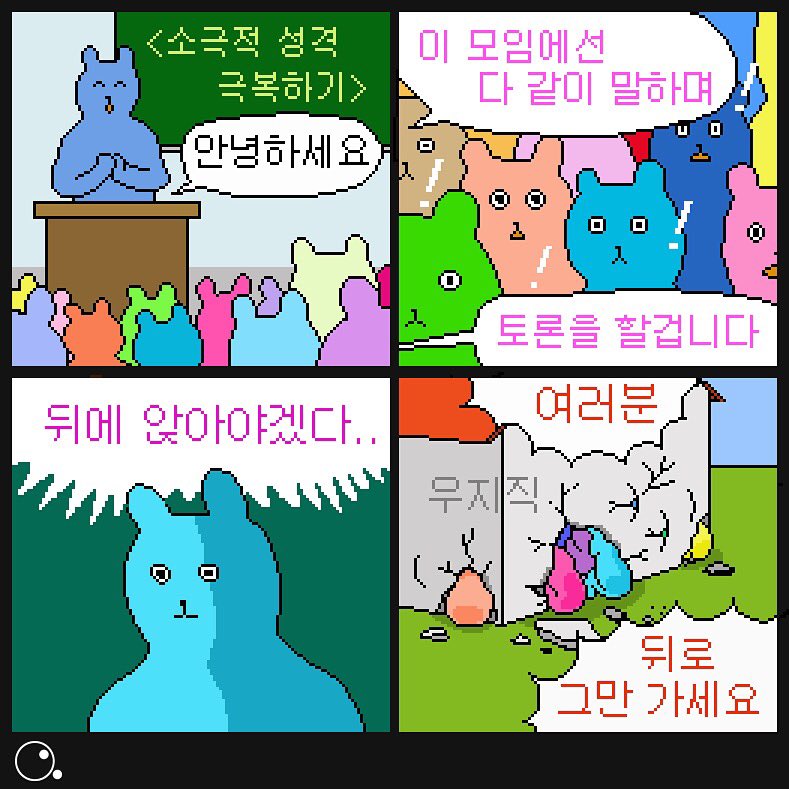 <소극적 성격
극복하기>
안녕하세요
이 모임에선
다 같이 말하며
토론을 할겁니다
뒤에 앉아야겠다..
여러분
우지직
뒤로
그만 가세요